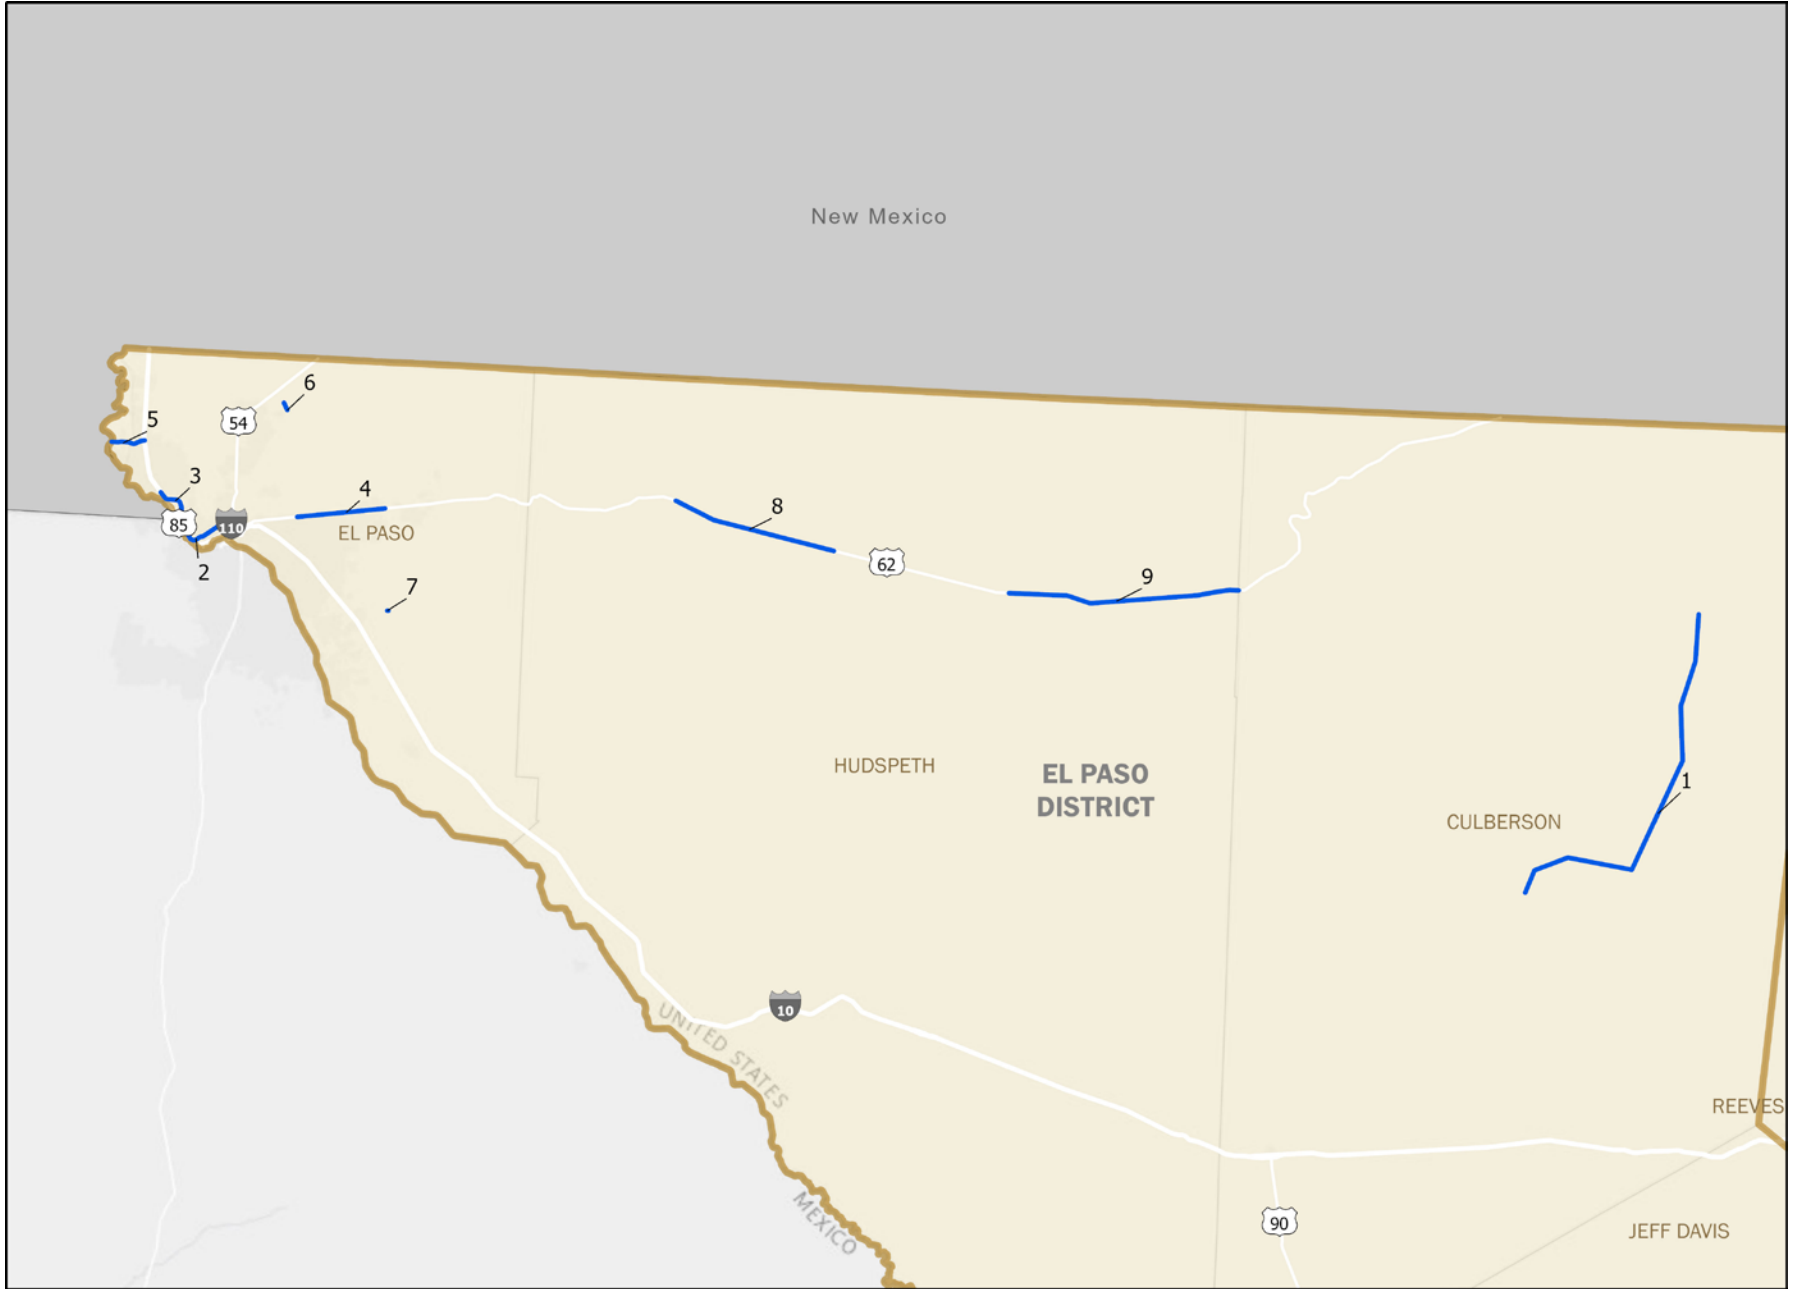 New Mexico
6
5
54
3
4
8
85
110
EL PASO
62
2
9
7
HUDSPETH
EL PASO
DISTRICT
1
CULBERSON
10
UNITED STATES
REEVES
MEXICO
90
JEFF DAVIS